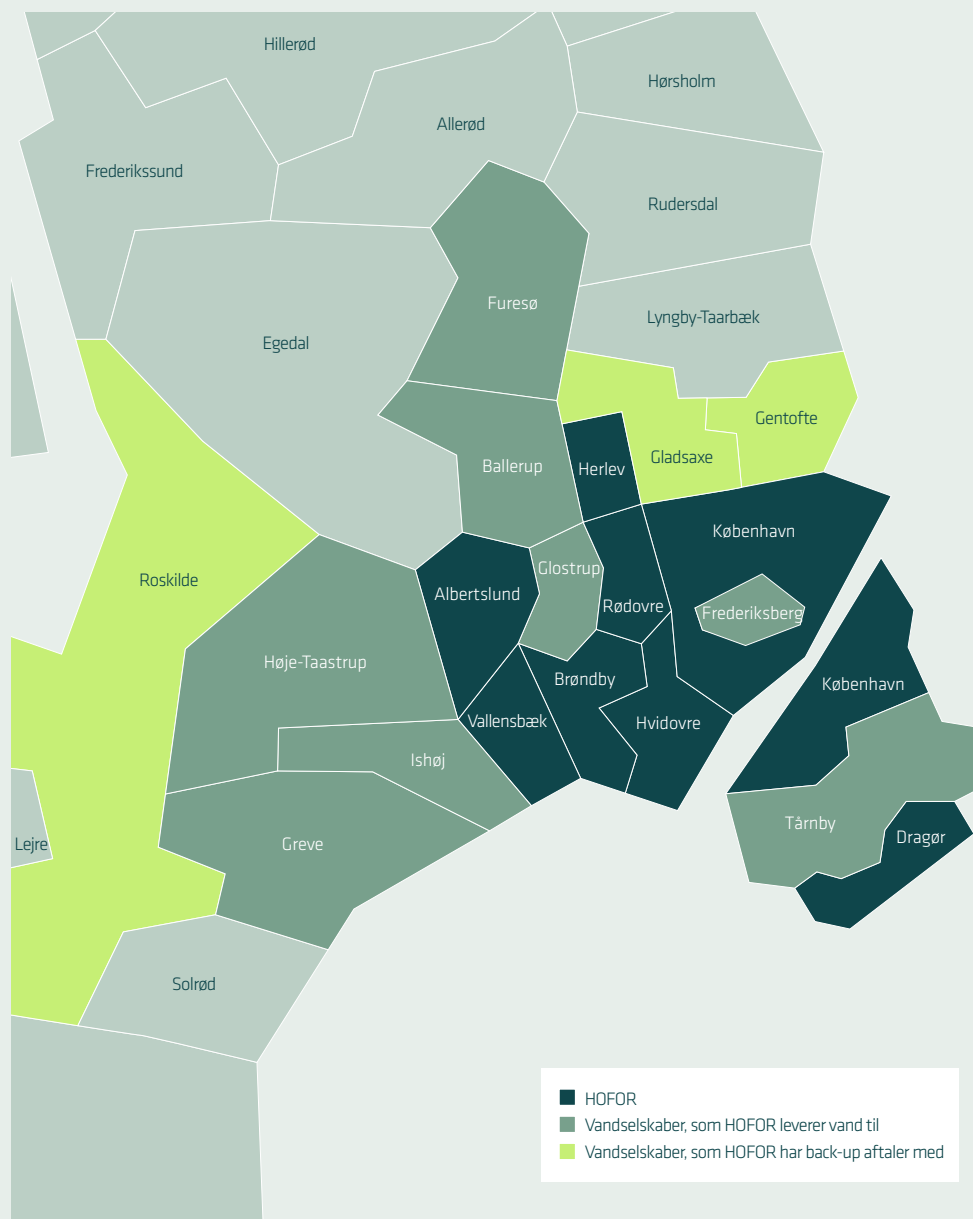 Hillerød
Hørsholm
Allerød
Frederikssund
Rudersdal
Furesø
Lyngby-Taarbæk
Egedal
Gentofte
Gladsaxe
Ballerup
Herlev
København
Glostrup
Roskilde
Albertslund
Rødovre
Frederiksberg
Høje-Taastrup
Brøndby
København
Vallensbæk
Hvidovre
Ishøj
Tårnby
Dragør
Lejre
Greve
Solrød
HOFOR
Vandselskaber, som HOFOR leverer vand til
Vandselskaber, som HOFOR har back-up aftaler med